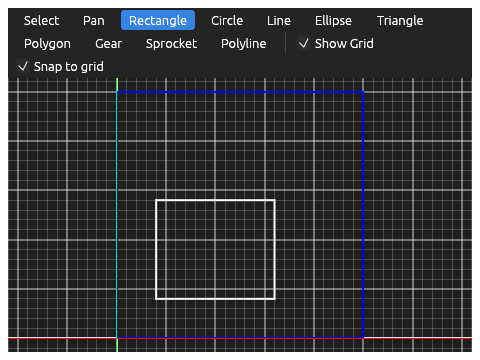 Select Pan Rectangle Circle Line Ellipse Triangle
Polygon Gear Sprocket Polyline Show Grid
Snap to grid